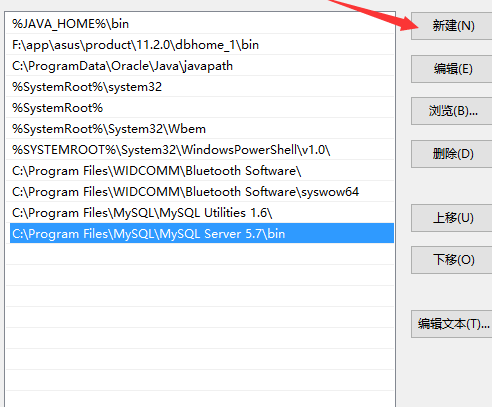 %JAVA_HOME%\bin
F:\app\asus\product\11.2.0\dbhome_1\bin
C:\ProgramData\Oracle\Java\javapath
%SystemRoot%\system32
%SystemRoot%
%SystemRoot%\System32\Wbem
%SYSTEMROOT%\System32\WindowsPowerShell\v1.0\
C:\Program Files\WIDCOMM\Bluetooth Software\
C:\Program Files\WIDCOMM\Bluetooth Software\syswow64
C:\Program Files\MySQL\MySQL Utilities 1.6\
C:\Program Files\MySQL\MySQL Server 5.7\bin
新建(N)
编辑(E)
浏览(B)...
删除(D)
上移(U)
下移(O)
编辑文本(T)...